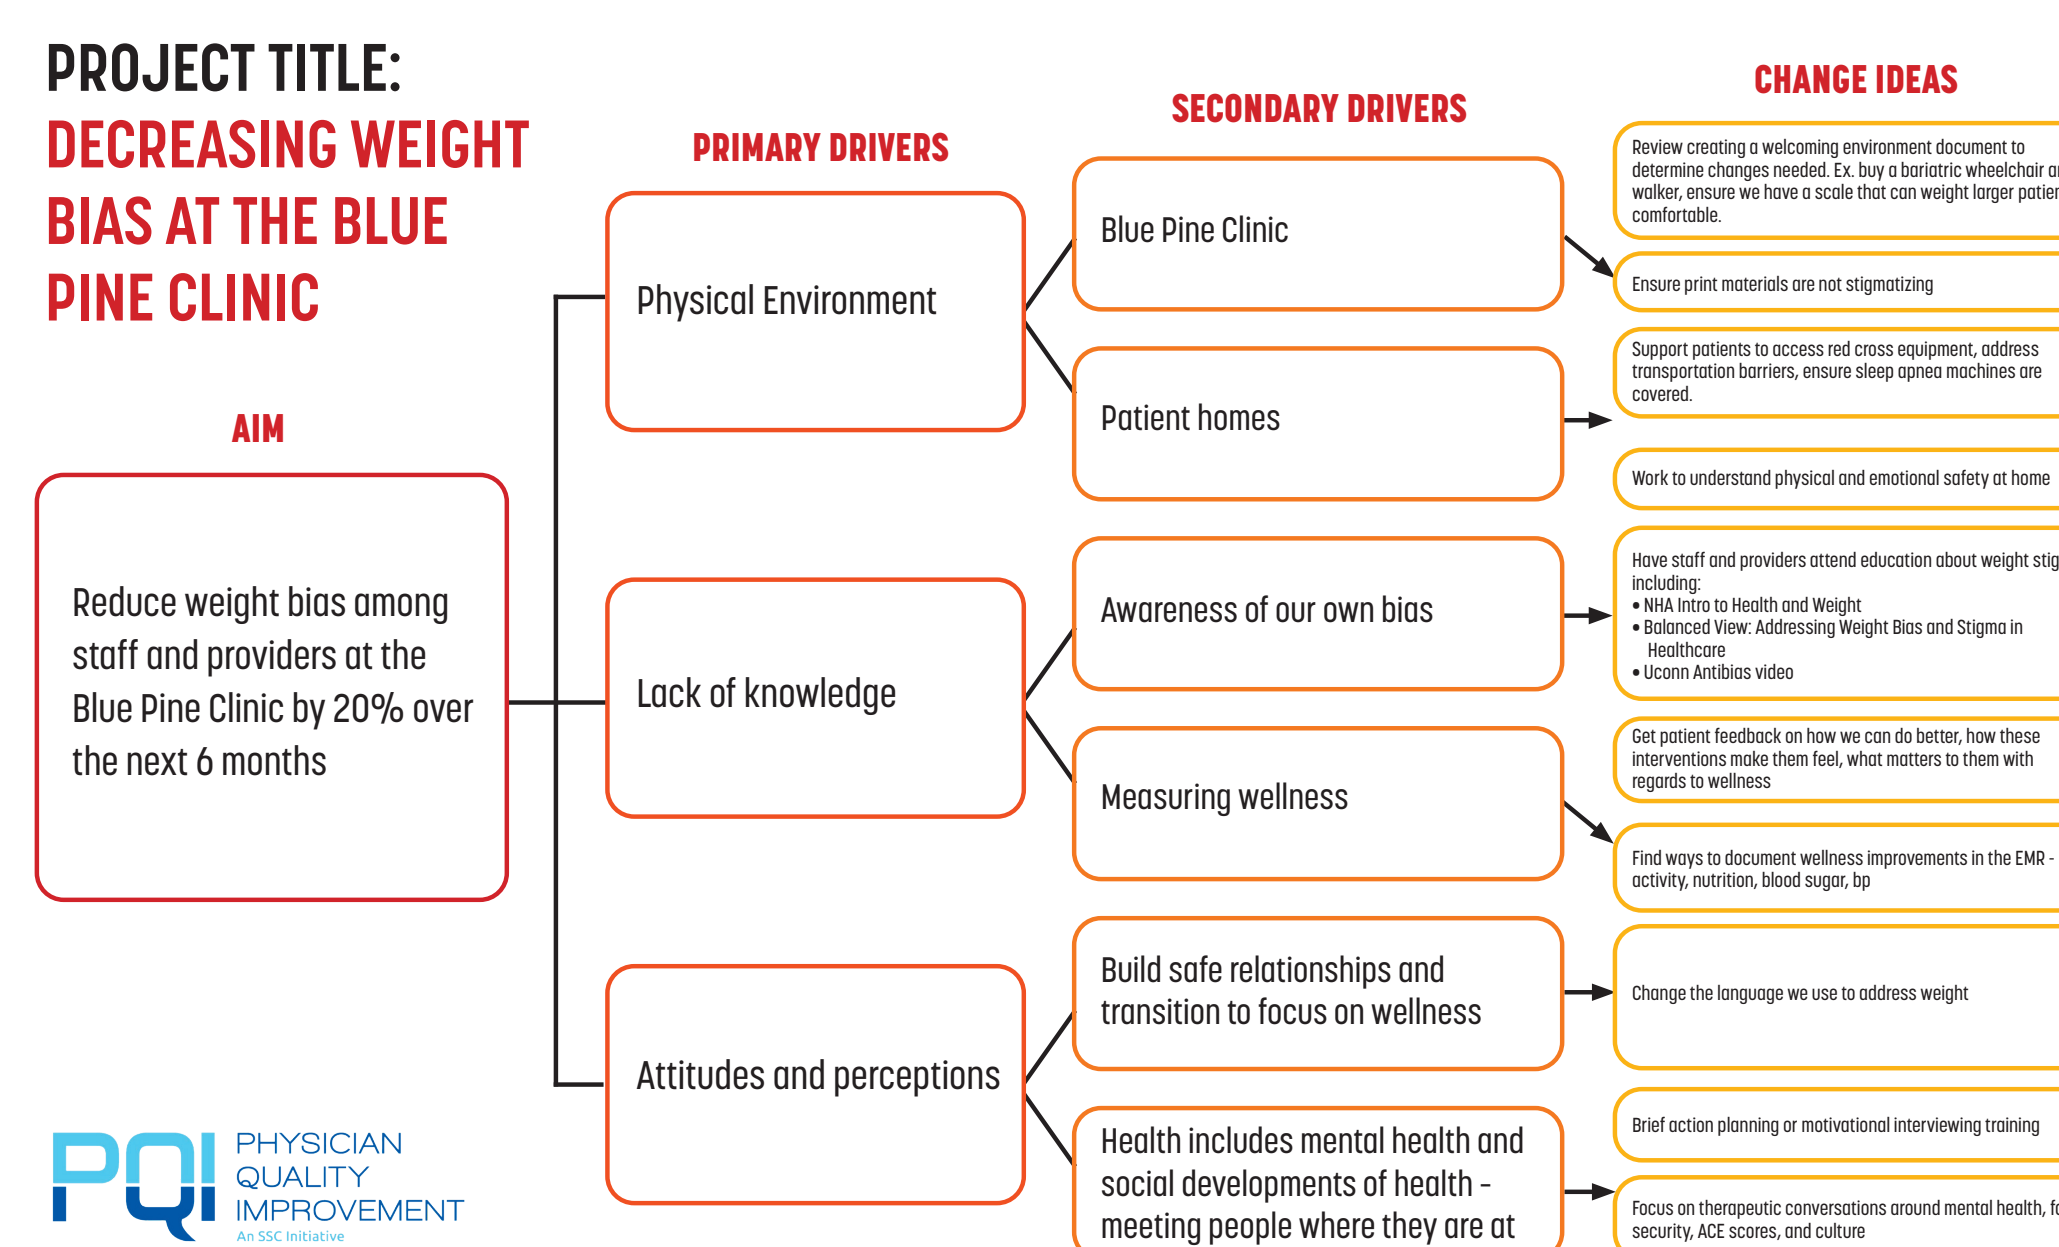 PROJECT TITLE:
DECREASING WEIGHT
BIAS AT THE BLUE
PINE CLINIC
AIM
Reduce weight bias among
staff and providers at the
Blue Pine Clinic by 20% over
the next 6 months
PRIMARY DRIVERS
Physical Environment
Lack of knowledge
Attitudes and perceptions
SECONDARY DRIVERS
Blue Pine Clinic
Patient homes
Awareness of our own bias
Measuring wellness
Build safe relationships and
transition to focus on wellness
Health includes mental health and
social developments of health –
meeting people where they are at
CHANGE IDEAS
Review creating a welcoming environment document to
determine changes needed. Ex. buy a bariatric wheelchair
walker, ensure we have a scale that can weight larger
comfortable.
Ensure print materials are not stigmatizing
Support patients to access red cross equipment, address
transportation barriers, ensure sleep apnea machines are
covered.
Work to understand physical and emotional safety at home
Have staff and providers attend education about weight
including:
• NHA Intro to Health and Weight
• Balanced View: Addressing Weight Bias and Stigma in
Healthcare
• Uconn Antibias video
Get patient feedback on how we can do better, how these
interventions make them feel, what matters to them with
regards to wellness
Find ways to document wellness improvements in the EMR -
activity, nutrition, blood sugar, bp
Change the language we use to address weight
Brief action planning or motivational interviewing training
Focus on therapeutic conversations around mental health,
security, ACE scores, and culture
PQI
PHYSICIAN
QUALITY
IMPROVEMENT
An SSC Initiative